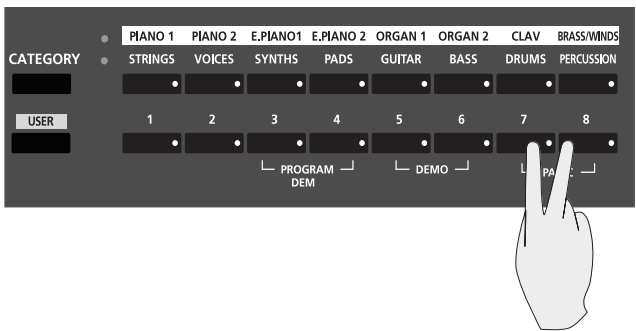 PIANO 1 PIANO 2 E.PIANO1 E.PIANO 2 ORGAN 1 ORGAN 2 CLAV BRASS/WINDS
CATEGORY STRINGS VOICES SYNTHS PADS GUITAR BASS DRUMS PERCUSSION
USER 1 2 3 4 5 6 7 8
PROGRAM DEMO
DEM